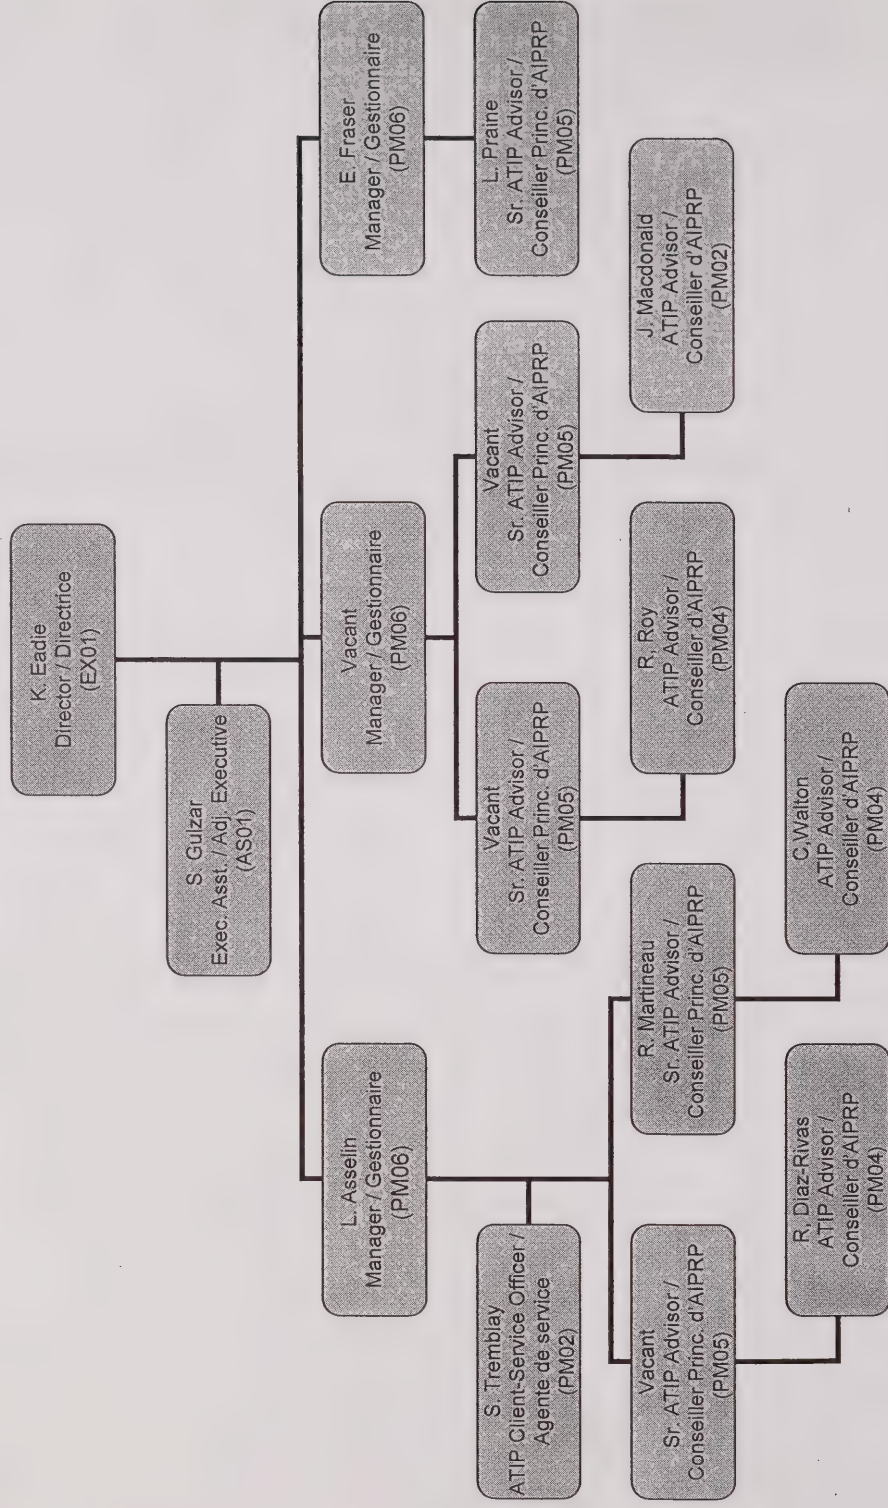 K. Eadie
Director / Directrice
(EX01)
S. Gulzar
Exec. Asst. / Adj. Executive
(AS01)
L. Asselin
Manager / Gestionnaire
(PM06)
Vacant
Manager / Gestionnaire
(PM06)
E. Fraser
Manager / Gestionnaire
(PM06)
S. Tremblay
ATIP Client-Service Officer /
Agente de service
(PM02)
Vacant
Sr. ATIP Advisor /
Conseiller Princ. d'AIPRP
(PM05)
Vacant
Sr. ATIP Advisor /
Conseiller Princ. d'AIPRP
(PM05)
L. Praine
Sr. ATIP Advisor /
Conseiller Princ. d'AIPRP
(PM05)
Vacant
Sr. ATIP Advisor /
Conseiller Princ. d'AIPRP
(PM05)
R. Martineau
Sr. ATIP Advisor /
Conseiller Princ. d'AIPRP
(PM05)
R, Roy
ATIP Advisor /
Conseiller d'AIPRP
(PM04)
J. Macdonald
ATIP Advisor /
Conseiller d'AIPRP
(PM02)
R, Diaz-Rivas
ATIP Advisor /
Conseiller d'AIPRP
(PM04)
C,Walton
ATIP Advisor /
Conseiller d'AIPRP
(PM04)